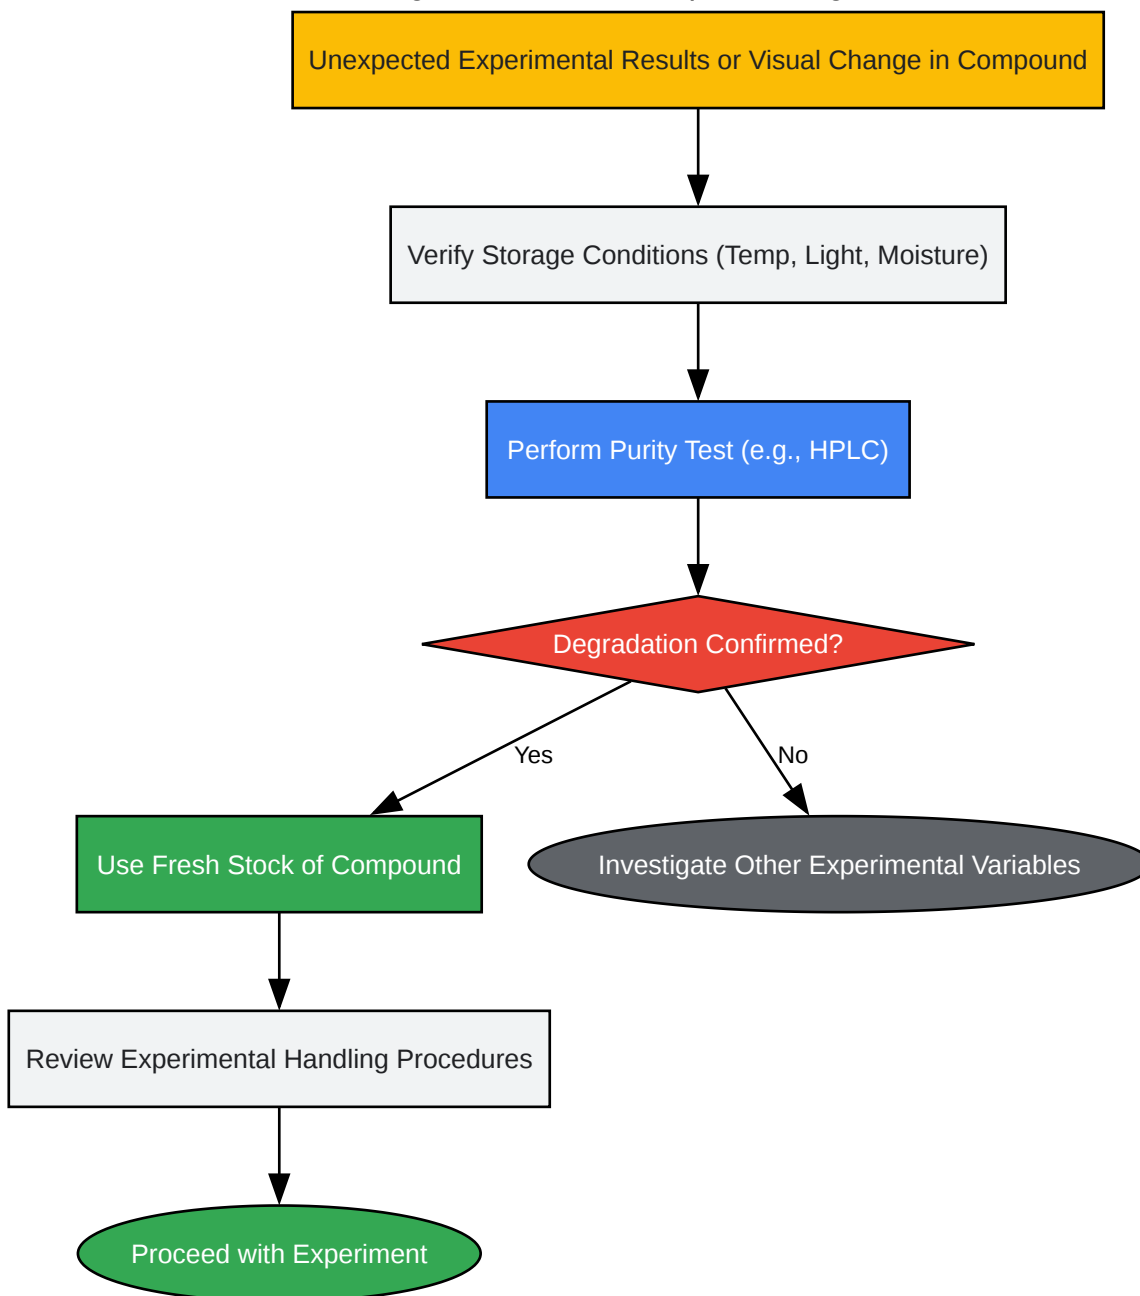 Unexpected Experimental Results or Visual Change in Compound
Verify Storage Conditions (Temp, Light, Moisture)
Perform Purity Test (e.g., HPLC)
Degradation Confirmed?
Yes
No
Use Fresh Stock of Compound
Investigate Other Experimental Variables
Review Experimental Handling Procedures
Proceed with Experiment